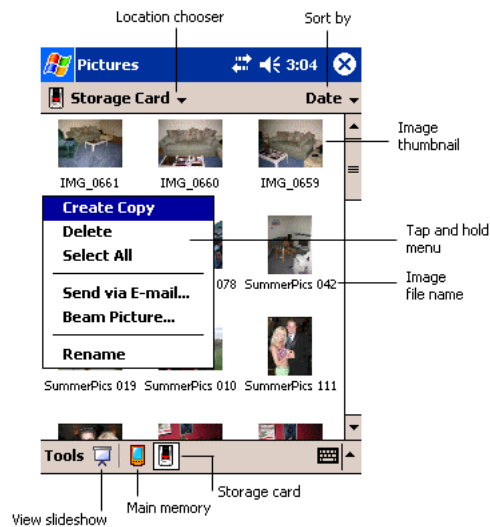 Location chooser
Sort by
Pictures
3:04
Storage Card
Date
Image
thumbnail
IMG_0661
IMG_0660
IMG_0659
Create Copy
Delete
Select All
Send via E-mail...
Beam Picture...
Rename
Tap and hold
menu
078
SummerPics 042
Image
file name
SummerPics 019
SummerPics 010
SummerPics 111
Tools
Storage card
Main memory
View slideshow